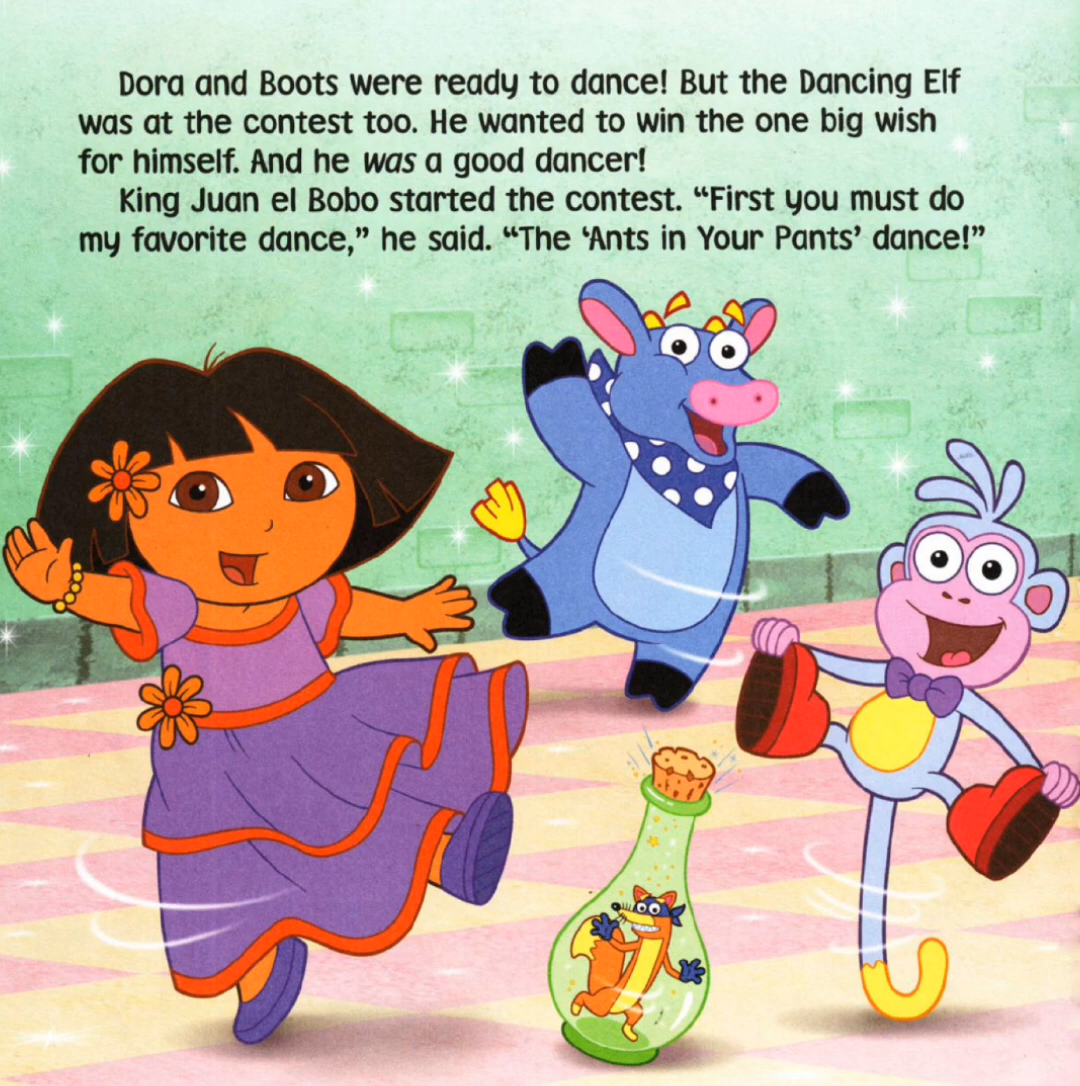 Dora and Boots were ready to dance! But the Dancing Elf
was at the contest too. He wanted to win the one big wish
for himself. And he was a good dancer!
King Juan el Bobo started the contest. “First you must do
my favorite dance,” he said. “The ‘Ants in Your Pants’ dance!”